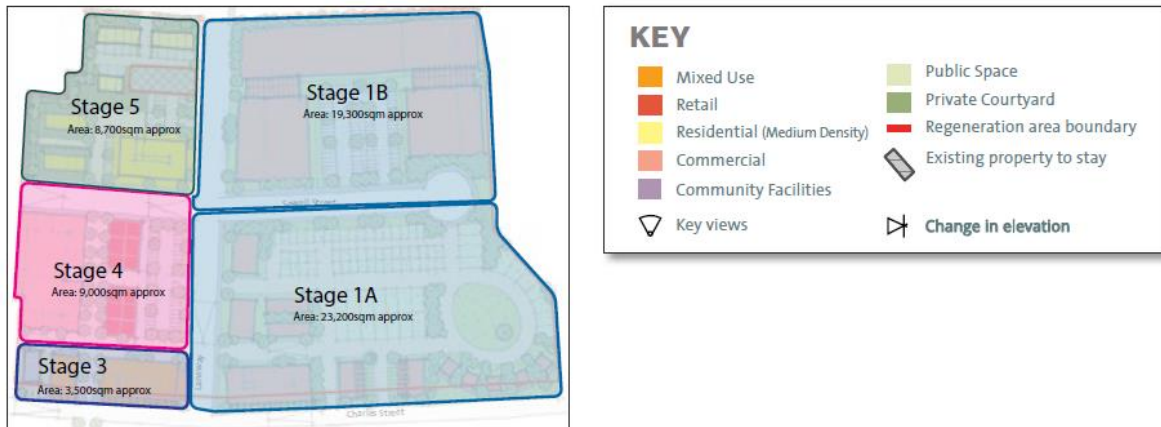 Stage 5
Area: 8,700sqm approx
Stage 1B
Area: 19,300sqm approx
Stage 4
Area: 9,000sqm approx
Stage 1A
Area: 23,200sqm approx
Stage 3
Area: 3,500sqm approx
Laneway
Charles Street
KEY
Mixed Use
Retail
Residential (Medium Density)
Commercial
Community Facilities
Key views
Public Space
Private Courtyard
Regeneration area boundary
Existing property to stay
Change in elevation